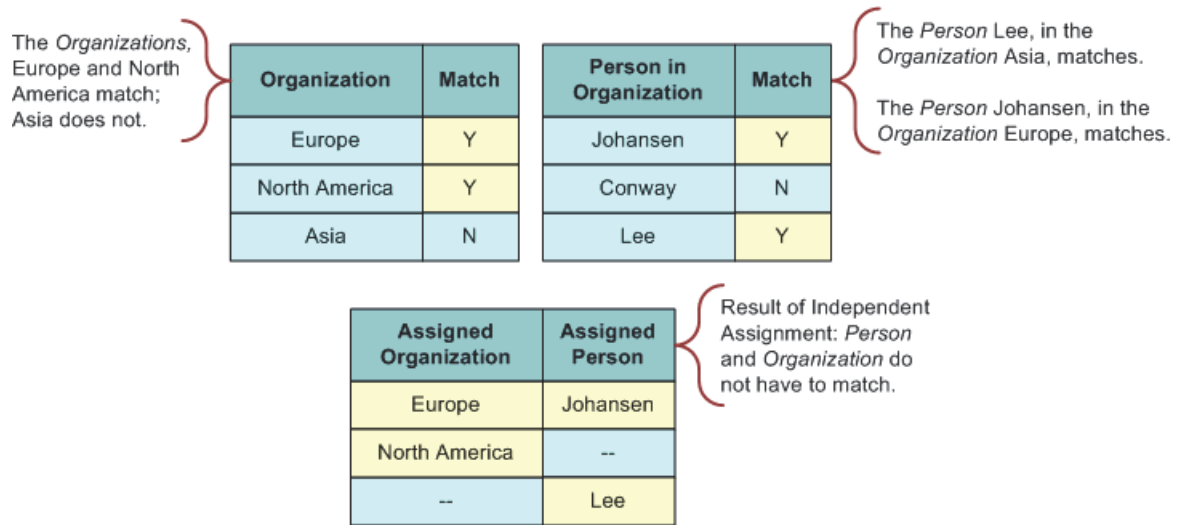 The Organizations,
Europe and North
America match;
Asia does not.
Organization Match
Europe Y
North America Y
Asia N
Person in
Organization
Match
Johansen Y
Conway N
Lee Y
The Person Lee, in the
Organization Asia, matches.
The Person Johansen, in the
Organization Europe, matches.
Assigned
Organization
Assigned
Person
Europe Johansen
North America --
-- Lee
Result of Independent
Assignment: Person
and Organization do
not have to match.